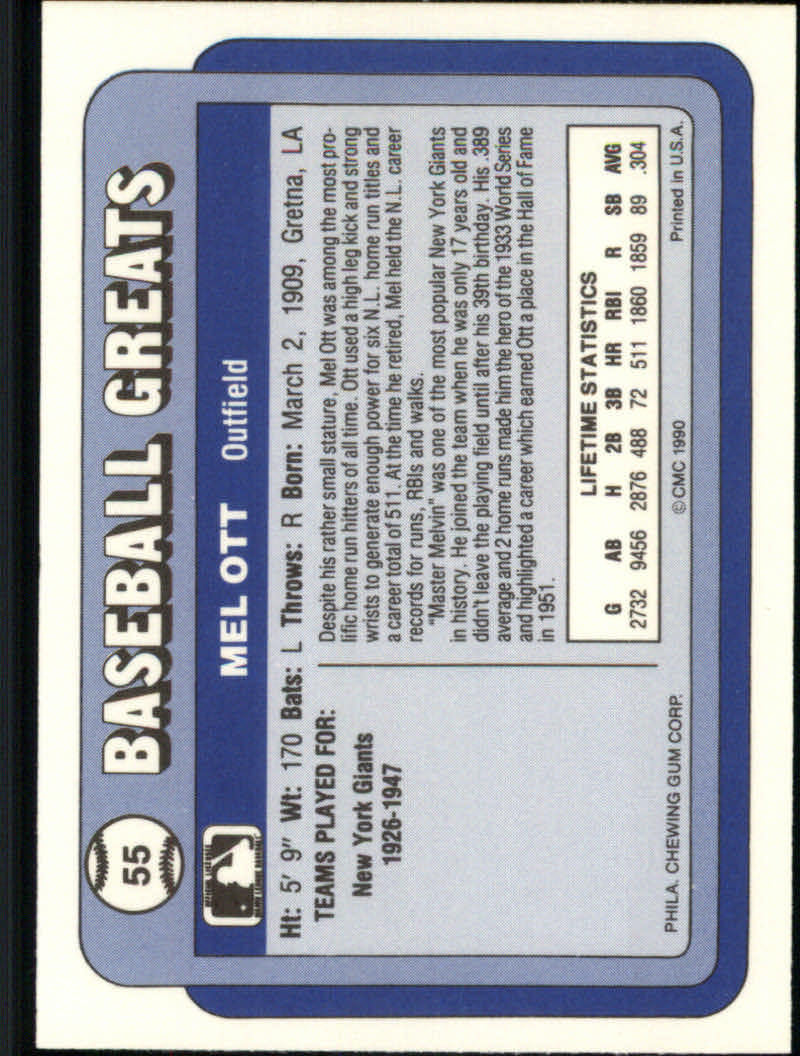 55
BASEBALL GREATS
MEL OTT Outfield
Ht: 5' 9" Wt: 170 Bats: L Throws: R Born: March 2, 1909, Gretna, LA
TEAMS PLAYED FOR:
New York Giants
1926-1947
Despite his rather small stature, Mel Ott was among the most pro-
lific home run hitters of all time. Ott used a high leg kick and strong
wrists to generate enough power for six N.L. home run titles and
a career total of 511. At the time he retired, Mel held the N.L. career
records for runs, RBIs and walks.
"Master Melvin" was one of the most popular New York Giants
in history. He joined the team when he was only 17 years old and
didn't leave the playing field until after his 39th birthday. His .389
average and 2 home runs made him the hero of the 1933 World Series
and highlighted a career which earned Ott a place in the Hall of Fame
in 1951.
LIFETIME STATISTICS
G AB H 2B 3B HR RBI R SB AVG
2732 9456 2876 488 72 511 1860 1859 89 .304
PHILA. CHEWING GUM CORP. © CMC 1990 Printed in U.S.A.